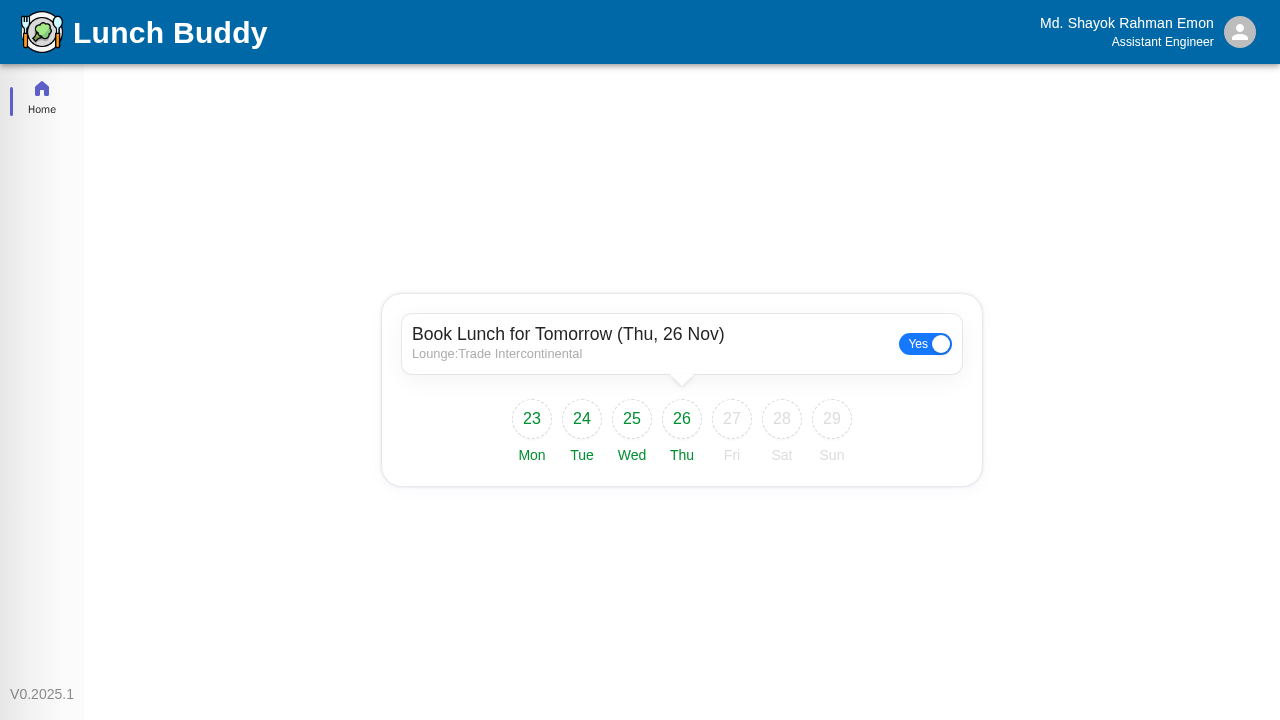 Lunch Buddy
Md. Shayok Rahman Emon
Assistant Engineer
Home
Book Lunch for Tomorrow (Thu, 26 Nov)
Lounge:Trade Intercontinental
Yes
23 24 25 26 27 28 29
Mon Tue Wed Thu Fri Sat Sun
V0.2025.1